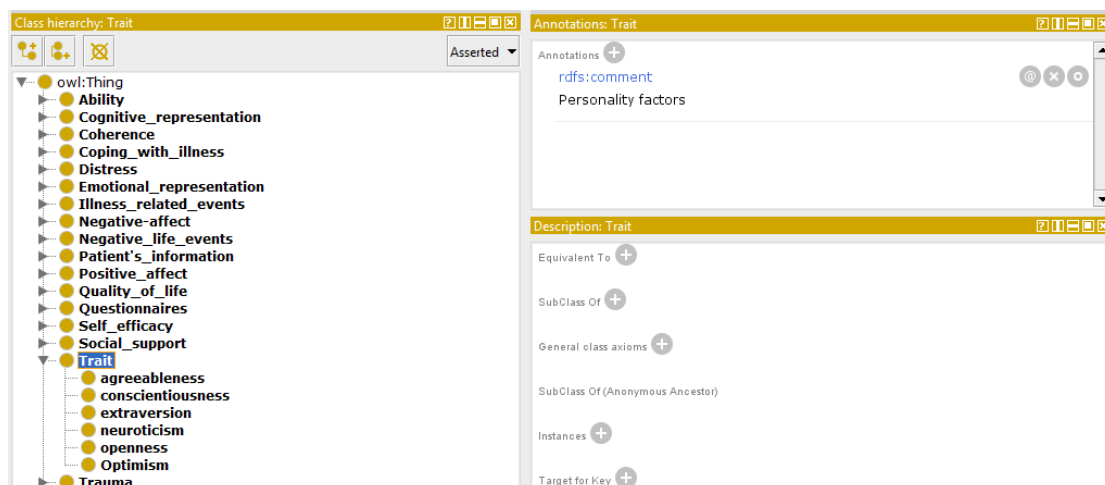 Class hierarchy: Trait
Asserted
owl:Thing
Ability
Cognitive_representation
Coherence
Coping_with_illness
Distress
Emotional_representation
Illness_related_events
Negative-affect
Negative_life_events
Patient's_information
Positive_affect
Quality_of_life
Questionnaires
Self_efficacy
Social_support
Trait
agreeableness
conscientiousness
extraversion
neuroticism
openness
Optimism
Trauma
Annotations: Trait
Annotations
rdfs:comment
Personality factors
Description: Trait
Equivalent To
SubClass Of
General class axioms
SubClass Of (Anonymous Ancestor)
Instances
Target for Key